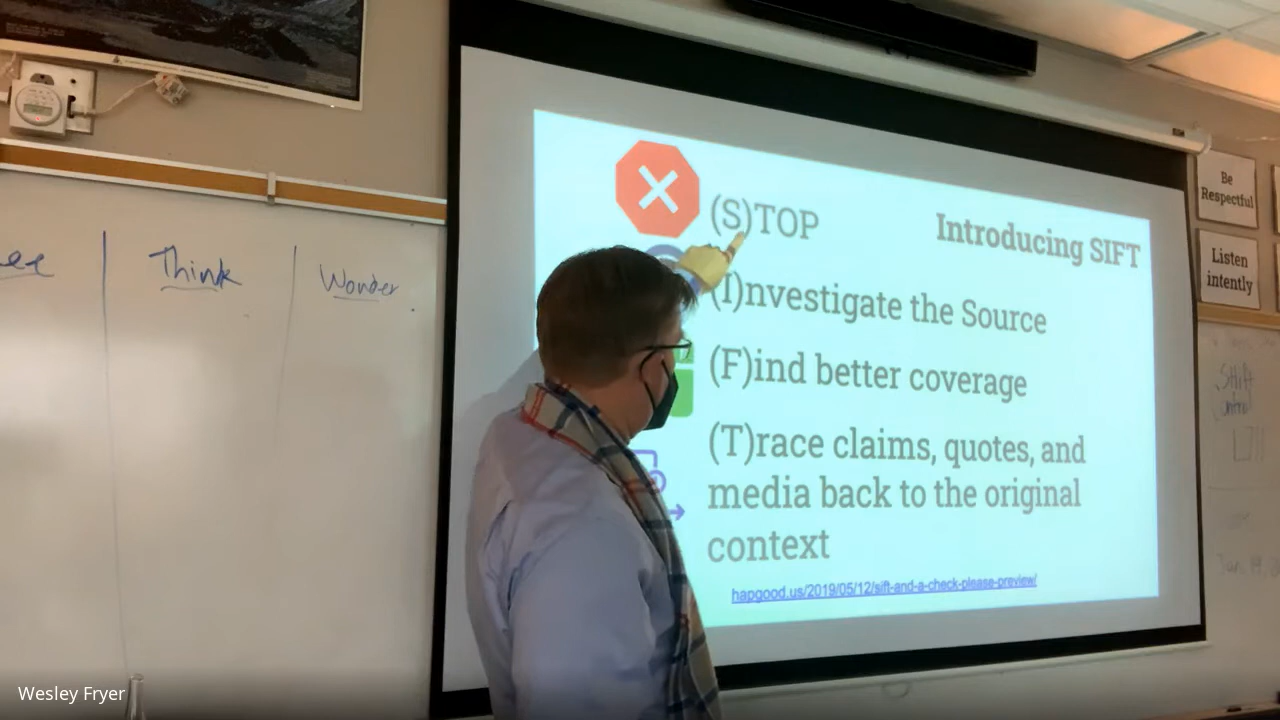 Think
Wonder
(S)TOP
Introducing SIFT
(I)nvestigate the Source
(F)ind better coverage
(T)race claims, quotes, and
media back to the original
context
hapgood.us/2019/05/12/sift-and-a-check-please-preview/
Be
Respectful
Listen
intently
Wesley Fryer